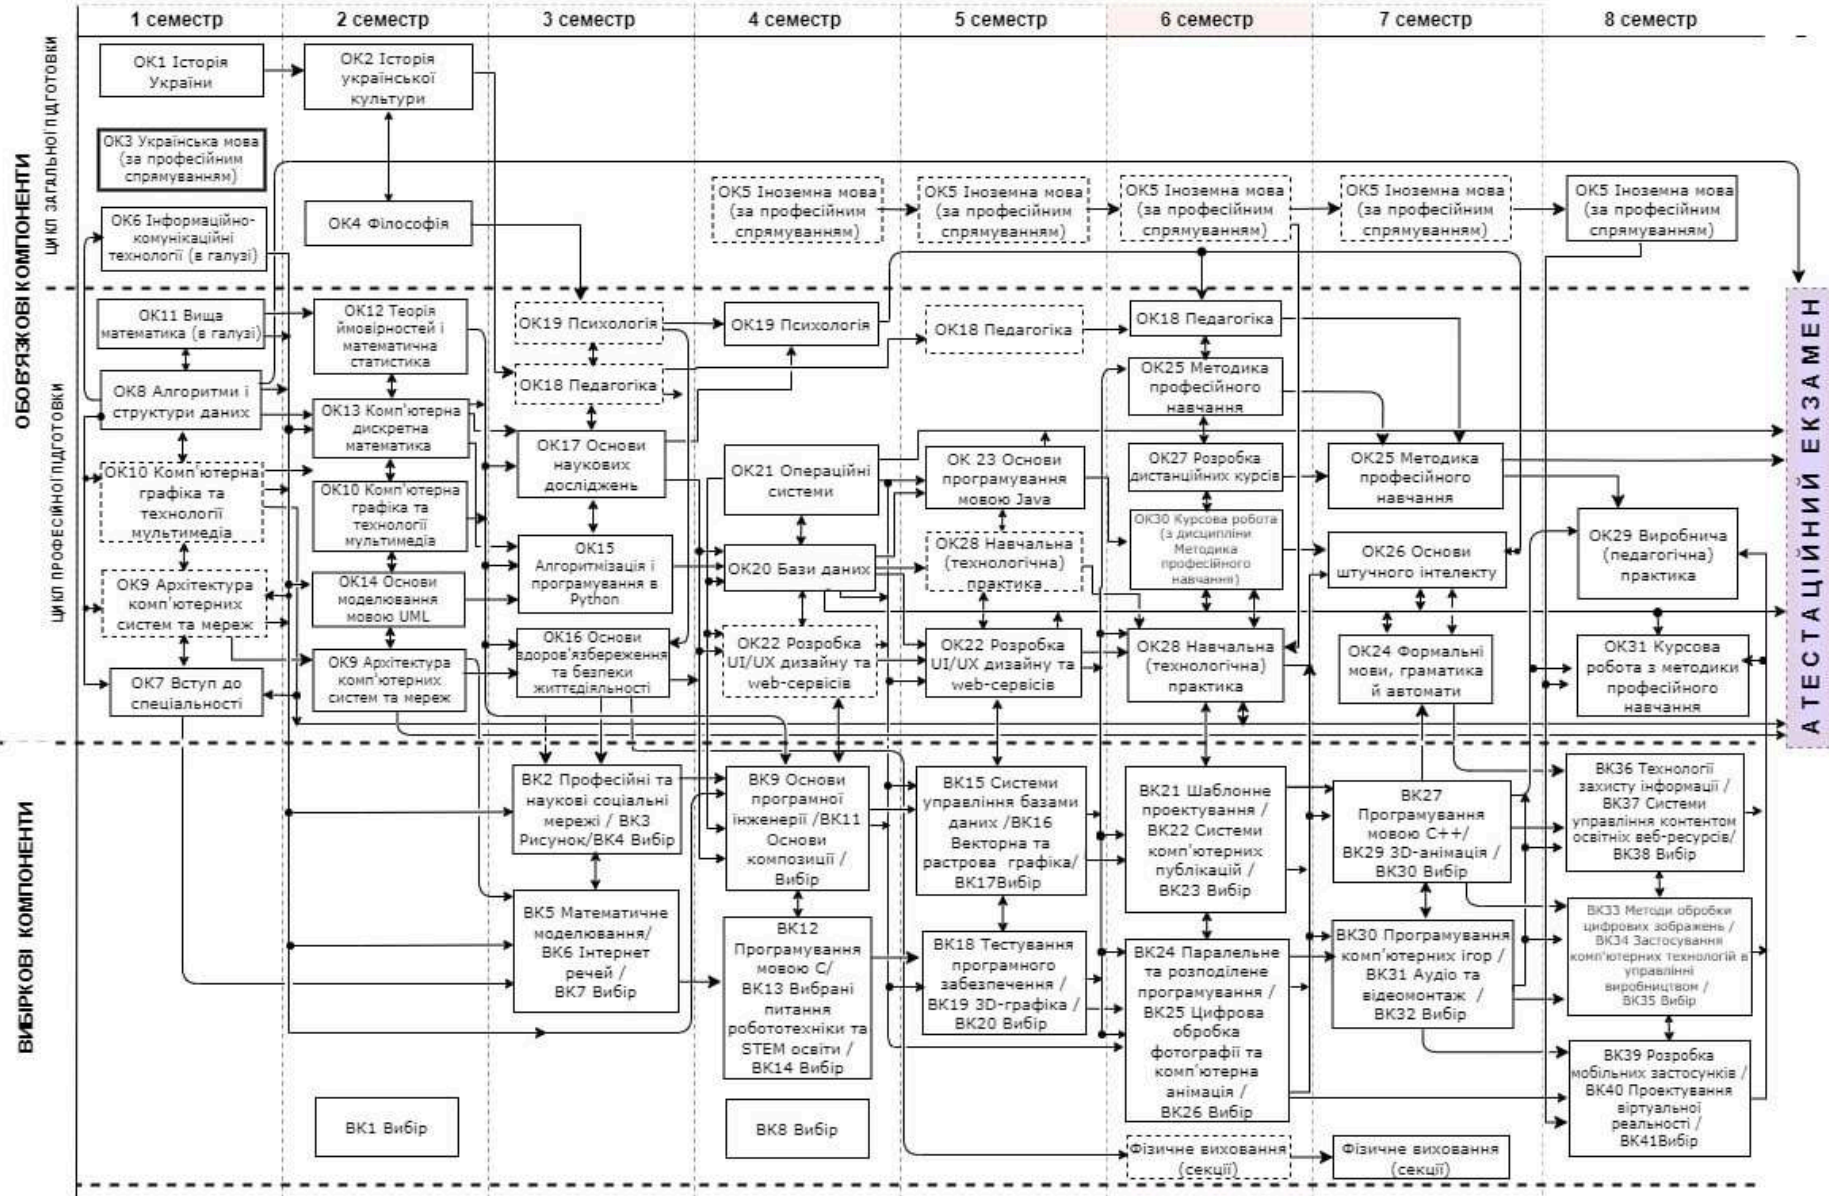 1 семестр
2 семестр
3 семестр
4 семестр
5 семестр
6 семестр
7 семестр
8 семестр
ОБОВ'ЯЗКОВІ КОМПОНЕНТИ
ЦИКЛ ЗАГАЛЬНОЇ ПІДГОТОВКИ
ЦИКЛ ПРОФЕСІЙНОЇ ПІДГОТОВКИ
ВИБІРКОВІ КОМПОНЕНТИ
АТЕСТАЦІЙНИЙ ЕКЗАМЕН
ОК1 Історія
України
ОК3 Українська мова
(за професійним
спрямуванням)
ОК6 Інформаційно-
комунікаційні
технології (в галузі)
ОК11 Вища
математика (в галузі)
ОК8 Алгоритми і
структури даних
ОК10 Комп'ютерна
графіка та
технології
мультимедіа
ОК9 Архітектура
комп'ютерних
систем та мереж
ОК7 Вступ до
спеціальності
ОК2 Історія
української
культури
ОК4 Філософія
ОК12 Теорія
ймовірностей і
математична
статистика
ОК13 Комп'ютерна
дискретна
математика
ОК10 Комп'ютерна
графіка та
технології
мультимедіа
ОК14 Основи
моделювання
мовою UML
ОК9 Архітектура
комп'ютерних
систем та мереж
ВК1 Вибір
ОК19 Психологія
ОК18 Педагогіка
ОК17 Основи
наукових
досліджень
ОК15
Алгоритмізація і
програмування в
Python
ОК16 Основи
здоров'язбереження
та безпеки
життєдіяльності
ВК2 Професійні та
наукові соціальні
мережі / ВК3
Рисунок/ВК4 Вибір
ВК5 Математичне
моделювання/
ВК6 Інтернет
речей /
ВК7 Вибір
ОК5 Іноземна мова
(за професійним
спрямуванням)
ОК19 Психологія
ОК21 Операційні
системи
ОК20 Бази даних
ОК22 Розробка
UI/UX дизайну та
web-сервісів
ВК9 Основи
програмної
інженерії /ВК11
Основи
композиції /
Вибір
ВК12
Програмування
мовою С/
ВК13 Вибрані
питання
робототехніки та
STEM освіти /
ВК14 Вибір
ВК8 Вибір
ОК5 Іноземна мова
(за професійним
спрямуванням)
ОК18 Педагогіка
ОК 23 Основи
програмування
мовою Java
ОК28 Навчальна
(технологічна)
практика
ОК22 Розробка
UI/UX дизайну та
web-сервісів
ВК15 Системи
управління базами
даних /ВК16
Векторна та
растрова графіка/
ВК17Вибір
ВК18 Тестування
програмного
забезпечення /
ВК19 3D-графіка /
ВК20 Вибір
ОК5 Іноземна мова
(за професійним
спрямуванням)
ОК18 Педагогіка
ОК25 Методика
професійного
навчання
ОК27 Розробка
дистанційних курсів
ОК30 Курсова робота
(з дисципліни
Методика
професійного
навчання)
ОК28 Навчальна
(технологічна)
практика
ВК21 Шаблонне
проектування /
ВК22 Системи
комп'ютерних
публікацій /
ВК23 Вибір
ВК24 Паралельне
та розподілене
програмування /
ВК25 Цифрова
обробка
фотографії та
комп'ютерна
анімація /
ВК26 Вибір
Фізичне виховання
(секції)
ОК5 Іноземна мова
(за професійним
спрямуванням)
ОК25 Методика
професійного
навчання
ОК26 Основи
штучного інтелекту
ОК24 Формальні
мови, граматика
й автомати
ВК27
Програмування
мовою С++/
ВК29 3D-анімація /
ВК30 Вибір
ВК30 Програмування
комп'ютерних ігор /
ВК31 Аудіо та
відеомонтаж /
ВК32 Вибір
Фізичне виховання
(секції)
ОК5 Іноземна мова
(за професійним
спрямуванням)
ОК29 Виробнича
(педагогічна)
практика
ОК31 Курсова
робота з методики
професійного
навчання
ВК36 Технології
захисту інформації /
ВК37 Системи
управління контентом
освітніх веб-ресурсів/
ВК38 Вибір
ВК33 Методи обробки
цифрових зображень /
ВК34 Застосування
комп'ютерних технологій в
управлінні
виробництвом /
ВК35 Вибір
ВК39 Розробка
мобільних застосунків /
ВК40 Проектування
віртуальної
реальності /
ВК41Вибір